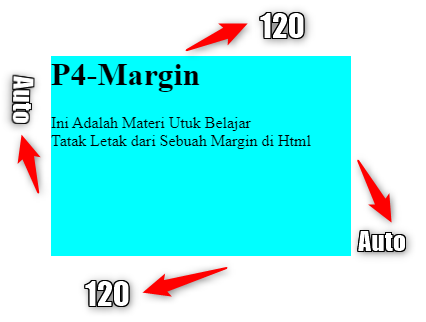 120
P4-Margin
Auto
Ini Adalah Materi Utuk Belajar
Tatak Letak dari Sebuah Margin di Html
Auto
120